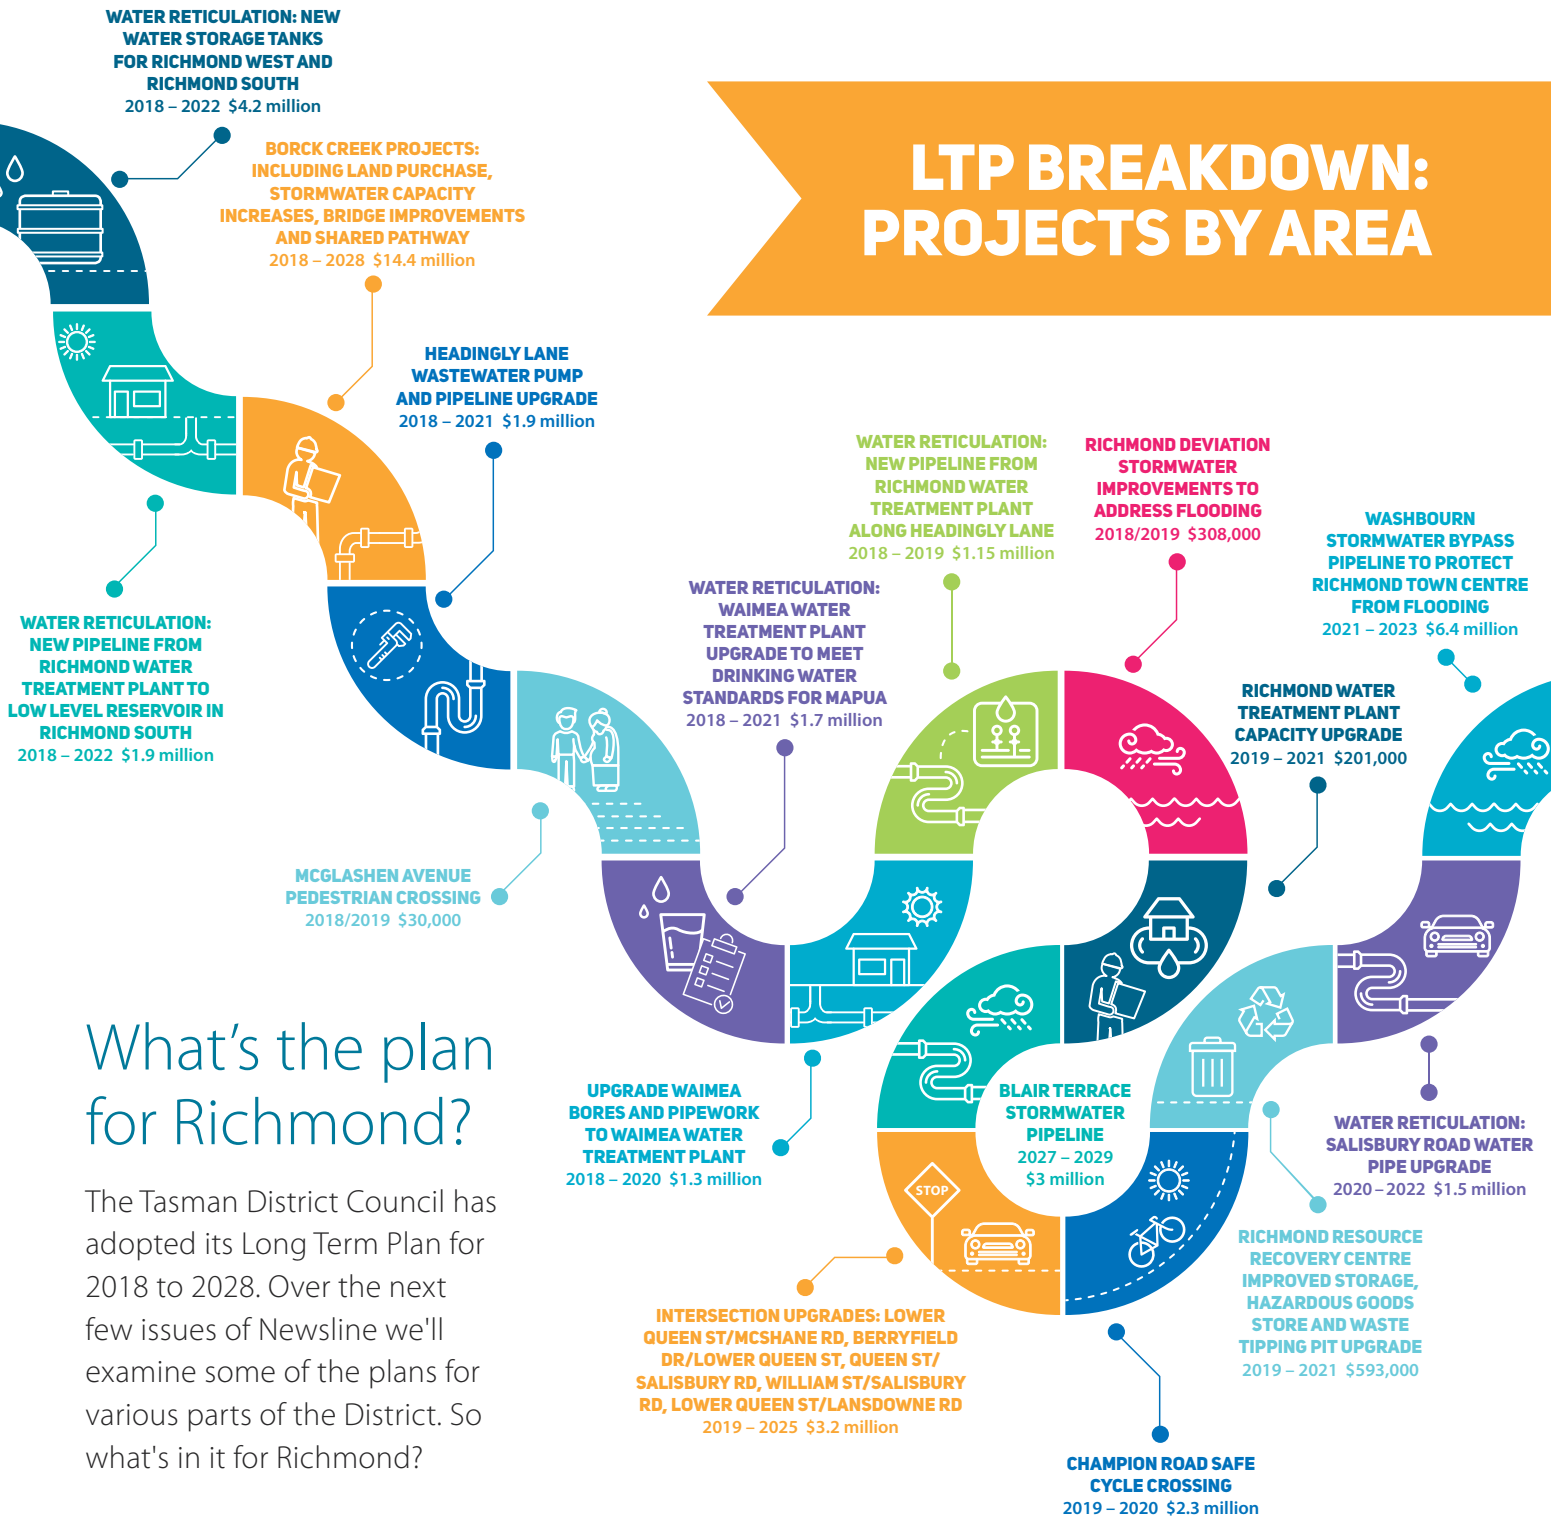 WATER RETICULATION: NEW
WATER STORAGE TANKS
FOR RICHMOND WEST AND
RICHMOND SOUTH
2018 – 2022 $4.2 million
BORCK CREEK PROJECTS:
INCLUDING LAND PURCHASE,
STORMWATER CAPACITY
INCREASES, BRIDGE IMPROVEMENTS
AND SHARED PATHWAY
2018 – 2028 $14.4 million
LTP BREAKDOWN:
PROJECTS BY AREA
HEADINGLY LANE
WASTEWATER PUMP
AND PIPELINE UPGRADE
2018 – 2021 $1.9 million
WATER RETICULATION:
NEW PIPELINE FROM
RICHMOND WATER
TREATMENT PLANT TO
LOW LEVEL RESERVOIR IN
RICHMOND SOUTH
2018 – 2022 $1.9 million
WATER RETICULATION:
WAIMEA WATER
TREATMENT PLANT
UPGRADE TO MEET
DRINKING WATER
STANDARDS FOR MAPUA
2018 – 2021 $1.7 million
WATER RETICULATION:
NEW PIPELINE FROM
RICHMOND WATER
TREATMENT PLANT
ALONG HEADINGLY LANE
2018 – 2019 $1.15 million
RICHMOND DEVIATION
STORMWATER
IMPROVEMENTS TO
ADDRESS FLOODING
2018/2019 $308,000
WASHBOURN
STORMWATER BYPASS
PIPELINE TO PROTECT
RICHMOND TOWN CENTRE
FROM FLOODING
2021 – 2023 $6.4 million
RICHMOND WATER
TREATMENT PLANT
CAPACITY UPGRADE
2019 – 2021 $201,000
MCGLASHEN AVENUE
PEDESTRIAN CROSSING
2018/2019 $30,000
What's the plan
for Richmond?
The Tasman District Council has
adopted its Long Term Plan for
2018 to 2028. Over the next
few issues of Newsline we'll
examine some of the plans for
various parts of the District. So
what's in it for Richmond?
UPGRADE WAIMEA
BORES AND PIPEWORK
TO WAIMEA WATER
TREATMENT PLANT
2018 – 2020 $1.3 million
BLAIR TERRACE
STORMWATER
PIPELINE
2027 – 2029
$3 million
WATER RETICULATION:
SALISBURY ROAD WATER
PIPE UPGRADE
2020 – 2022 $1.5 million
STOP
RICHMOND RESOURCE
RECOVERY CENTRE
IMPROVED STORAGE,
HAZARDOUS GOODS
STORE AND WASTE
TIPPING PIT UPGRADE
2019 – 2021 $593,000
INTERSECTION UPGRADES: LOWER
QUEEN ST/MCSHANE RD, BERRYFIELD
DR/LOWER QUEEN ST, QUEEN ST/
SALISBURY RD, WILLIAM ST/SALISBURY
RD, LOWER QUEEN ST/LANSDOWNE RD
2019 – 2025 $3.2 million
CHAMPION ROAD SAFE
CYCLE CROSSING
2019 – 2020 $2.3 million